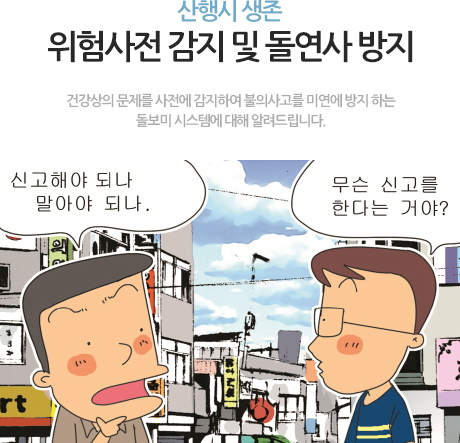 산행시 생존
위험사전 감지 및 돌연사 방지
건강상의 문제를 사전에 감지하여 불의사고를 미연에 방지 하는
돌보미 시스템에 대해 알려드립니다.
신고해야 되나
말아야 되나.
무슨 신고를
한다는 거야?
rt